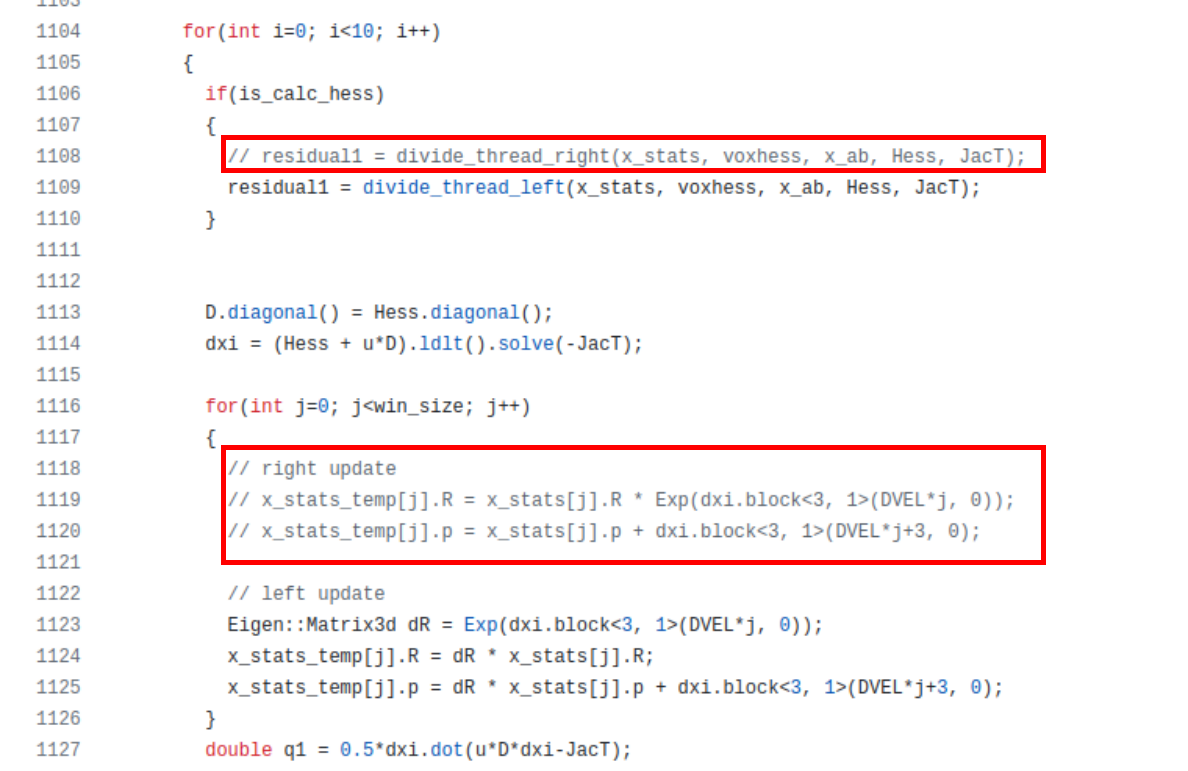 1103
1104 for(int i=0; i<10; i++)
1105 {
1106 if(is_calc_hess)
1107 {
1108 // residual1 = divide_thread_right(x_stats, voxhess, x_ab, Hess, JacT);
1109 residual1 = divide_thread_left(x_stats, voxhess, x_ab, Hess, JacT);
1110 }
1111
1112
1113 D.diagonal() = Hess.diagonal();
1114 dxi = (Hess + u*D).ldlt().solve(-JacT);
1115
1116 for(int j=0; j<win_size; j++)
1117 {
1118 // right update
1119 // x_stats_temp[j].R = x_stats[j].R * Exp(dxi.block<3, 1>(DVEL*j, 0));
1120 // x_stats_temp[j].p = x_stats[j].p + dxi.block<3, 1>(DVEL*j+3, 0);
1121
1122 // left update
1123 Eigen::Matrix3d dR = Exp(dxi.block<3, 1>(DVEL*j, 0));
1124 x_stats_temp[j].R = dR * x_stats[j].R;
1125 x_stats_temp[j].p = dR * x_stats[j].p + dxi.block<3, 1>(DVEL*j+3, 0);
1126 }
1127 double q1 = 0.5*dxi.dot(u*D*dxi-JacT);